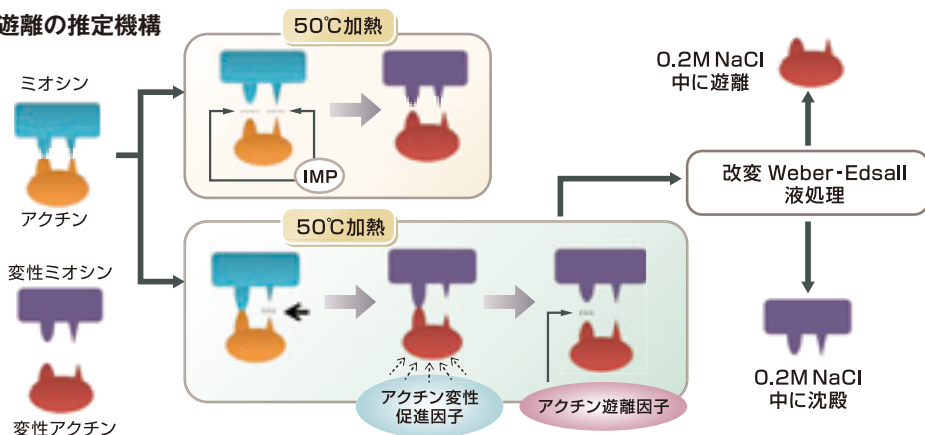 遊離の推定機構
50℃加熱
ミオシン
アクチン
IMP
50℃加熱
変性ミオシン
変性アクチン
アクチン変性
促進因子
アクチン遊離因子
0.2M NaCl
中に遊離
改変 Weber-Edsall
液処理
0.2M NaCl
中に沈殿